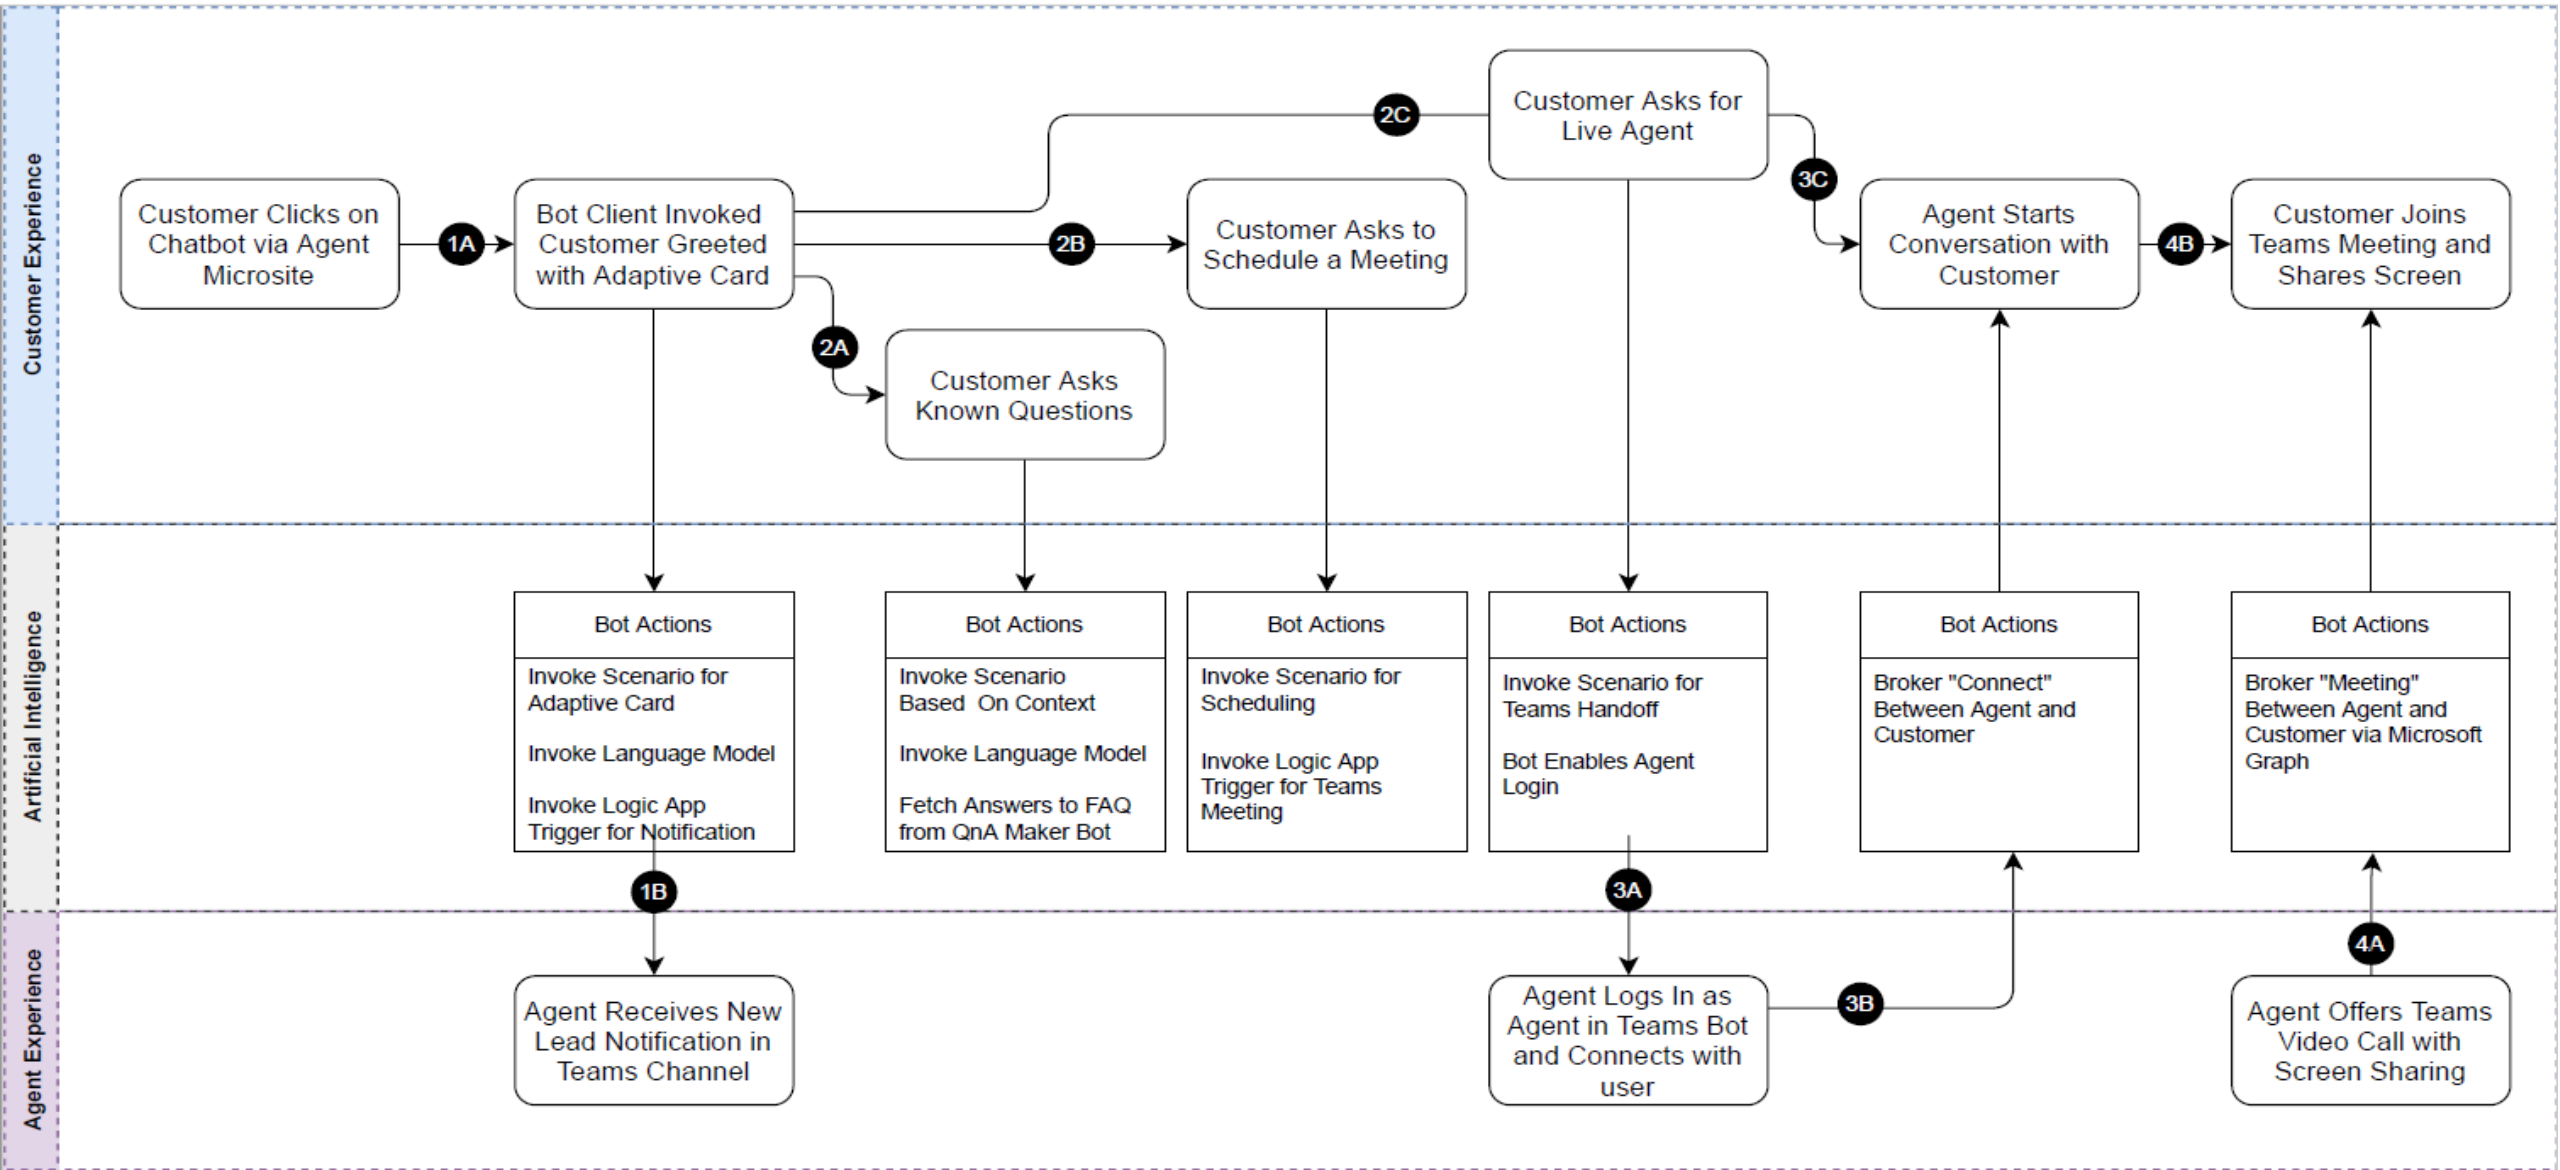 Customer Experience
Customer Asks for
Live Agent
2C
3C
Customer Clicks on
Chatbot via Agent
Microsite
1A
Bot Client Invoked
Customer Greeted
with Adaptive Card
2B
Customer Asks to
Schedule a Meeting
Agent Starts
Conversation with
Customer
4B
Customer Joins
Teams Meeting and
Shares Screen
2A
Customer Asks
Known Questions
Artificial Intelligence
Bot Actions
Invoke Scenario for
Adaptive Card
Invoke Language Model
Invoke Logic App
Trigger for Notification
Bot Actions
Invoke Scenario
Based On Context
Invoke Language Model
Fetch Answers to FAQ
from QnA Maker Bot
Bot Actions
Invoke Scenario for
Scheduling
Invoke Logic App
Trigger for Teams
Meeting
Bot Actions
Invoke Scenario for
Teams Handoff
Bot Enables Agent
Login
Bot Actions
Broker "Connect"
Between Agent and
Customer
Bot Actions
Broker "Meeting"
Between Agent and
Customer via Microsoft
Graph
1B
3A
Agent Experience
4A
Agent Receives New
Lead Notification in
Teams Channel
Agent Logs In as
Agent in Teams Bot
and Connects with
user
3B
Agent Offers Teams
Video Call with
Screen Sharing